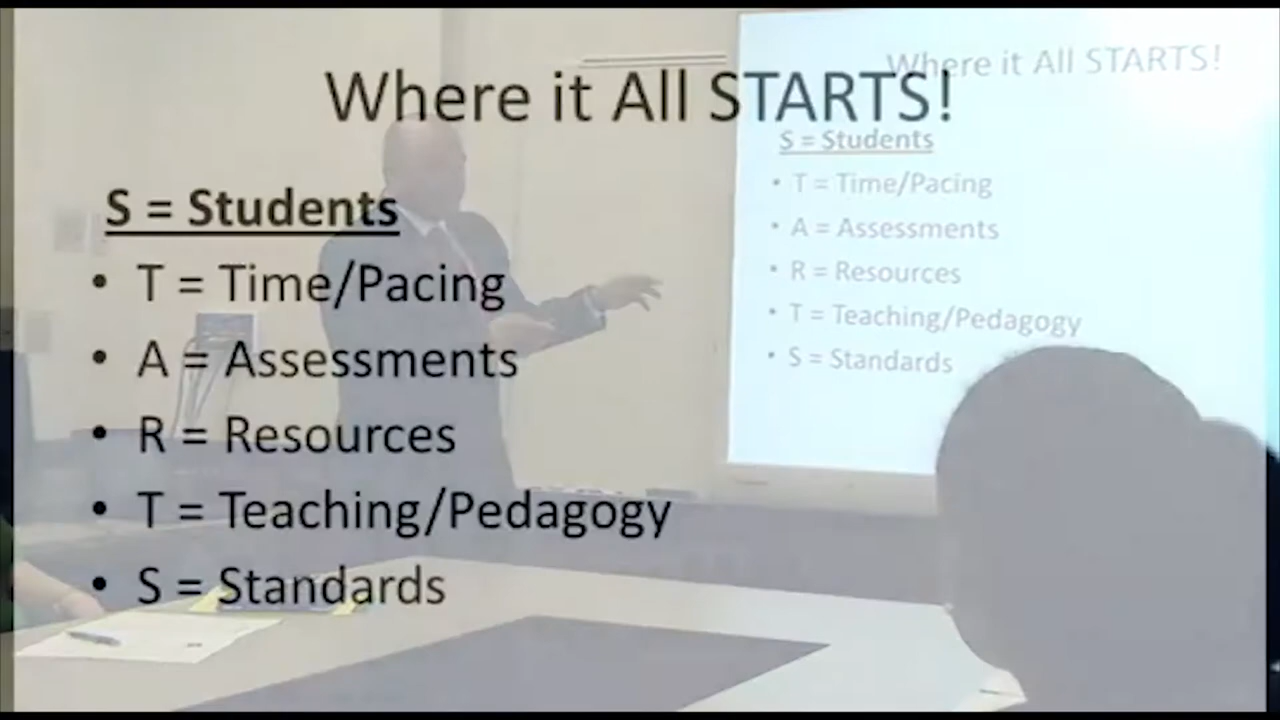 Where it All STARTS!
S = Students
• T = Time/Pacing
• A = Assessments
• R = Resources
• T = Teaching/Pedagogy
• S = Standards
Where it All STARTS!
S = Students
• T = Time/Pacing
• A = Assessments
• R = Resources
• T = Teaching/Pedagogy
• S = Standards